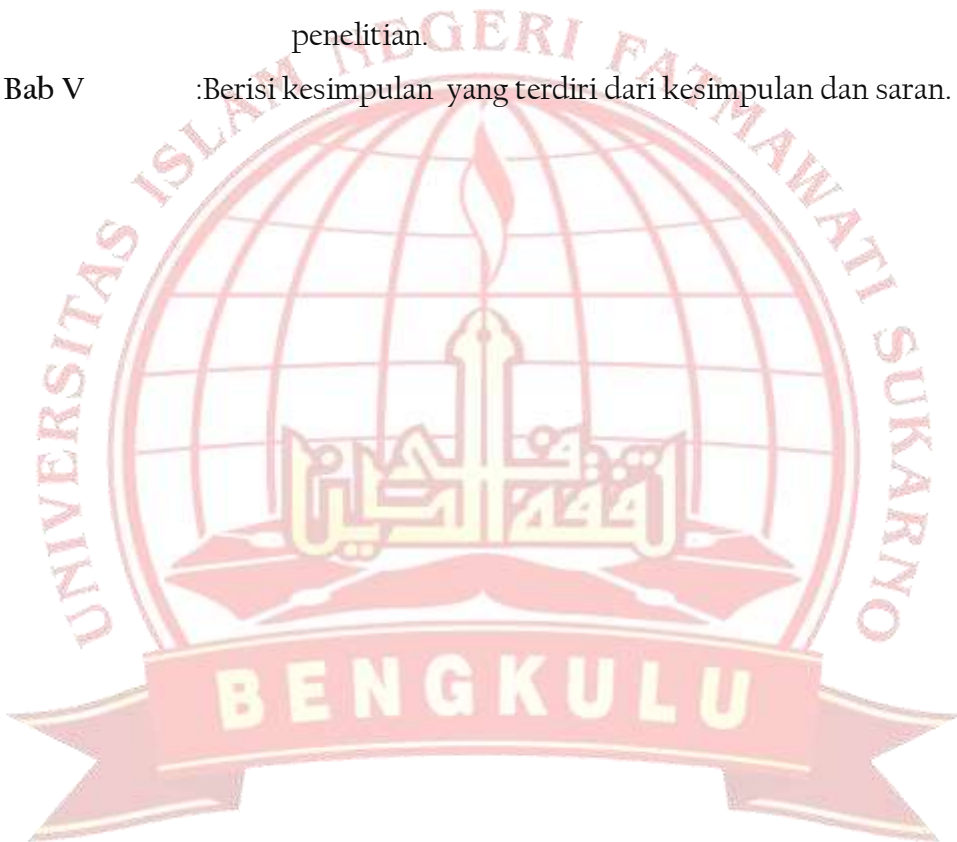 penelitian.
Bab V :Berisi kesimpulan yang terdiri dari kesimpulan dan saran.
UNIVERSITAS ISLAM NEGERI FATMAWATI SUKARNO
BENGKULU